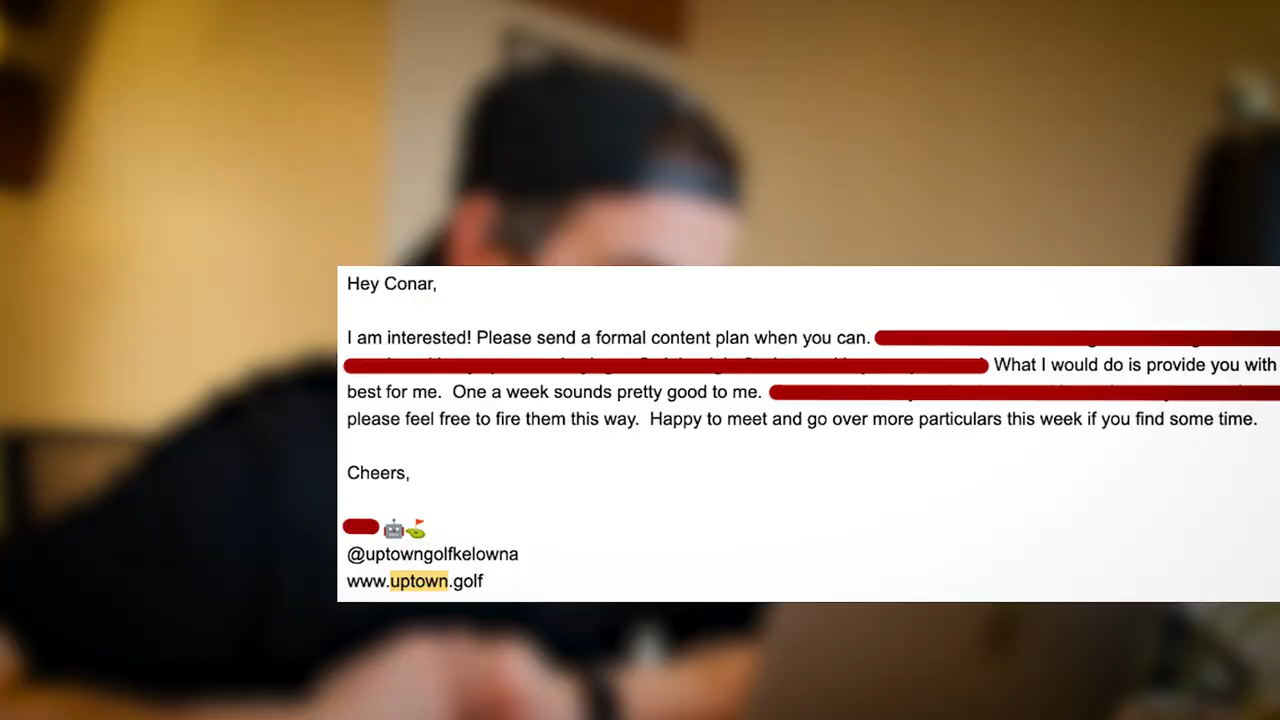 Hey Conar,
I am interested! Please send a formal content plan when you can.
What I would do is provide you with
best for me. One a week sounds pretty good to me.
please feel free to fire them this way. Happy to meet and go over more particulars this week if you find some time.
Cheers,
@uptowngolfkelowna
www.uptown.golf